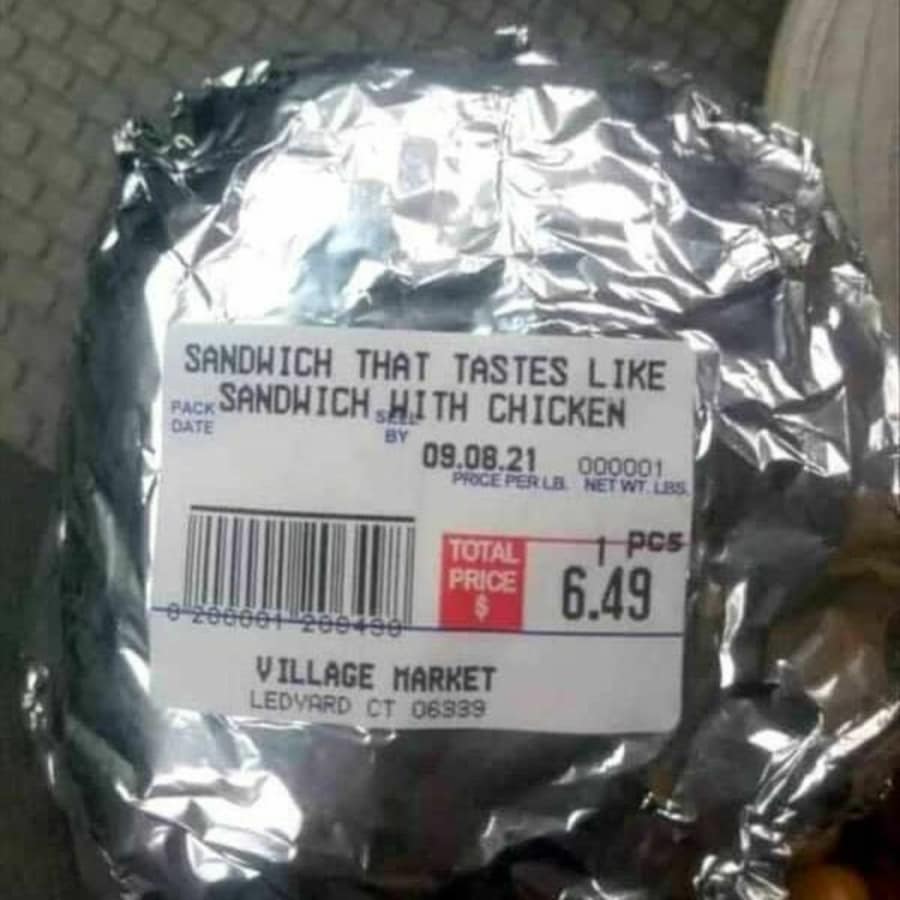 SANDWICH THAT TASTES LIKE
SANDWICH WITH CHICKEN
PACK DATE
SELL BY
09.08.21 000001
PRICE PER LB. NET WT. LBS.
1 PCS
TOTAL PRICE $
6.49
0 200001 200490
VILLAGE MARKET
LEDYARD CT 06339